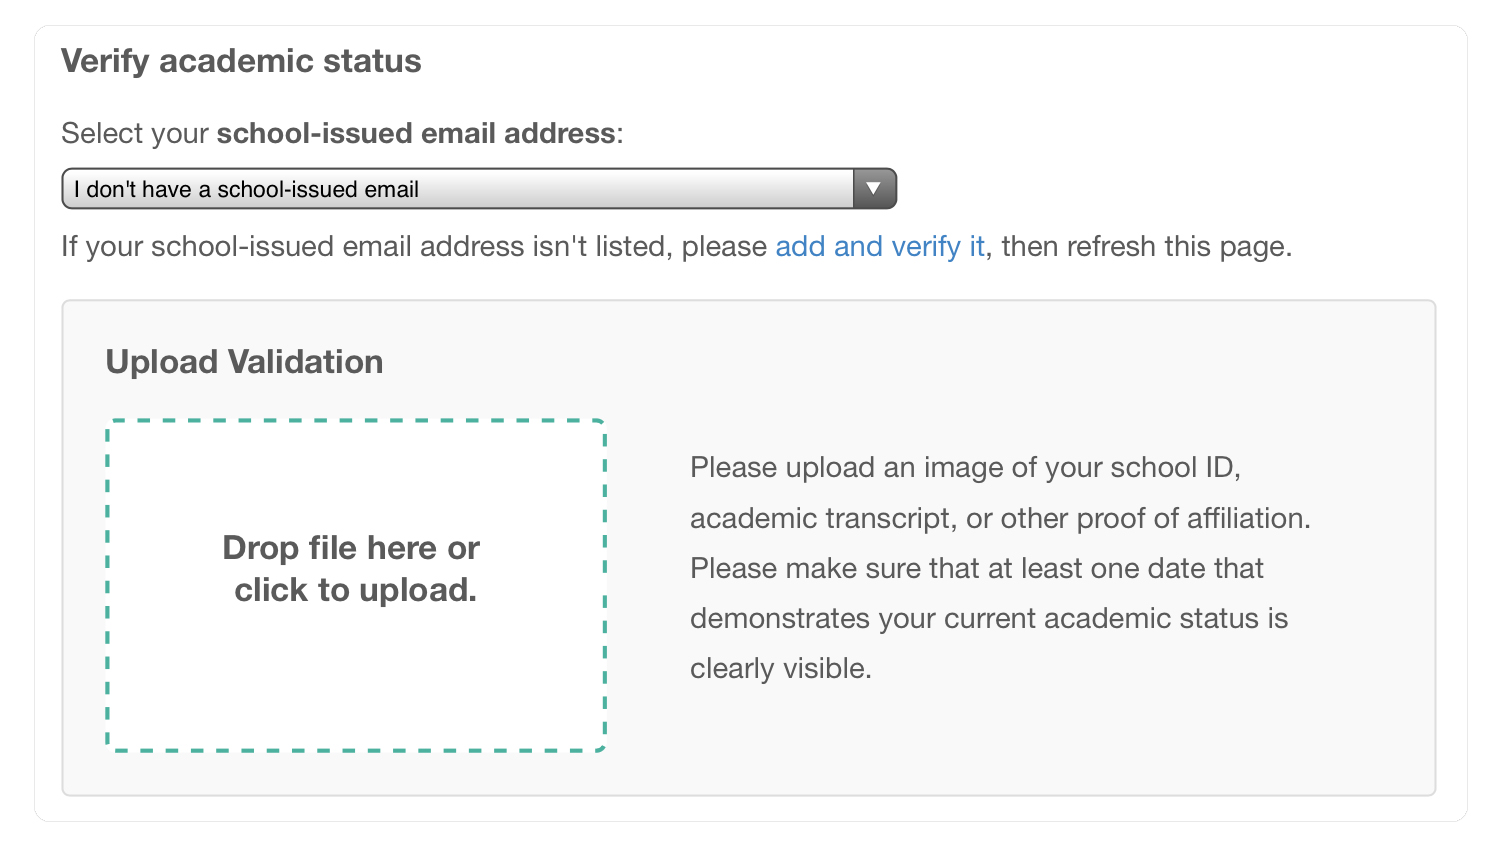 Verify academic status
Select your school-issued email address:
I don't have a school-issued email
If your school-issued email address isn't listed, please add and verify it, then refresh this page.
Upload Validation
Drop file here or
click to upload.
Please upload an image of your school ID,
academic transcript, or other proof of affiliation.
Please make sure that at least one date that
demonstrates your current academic status is
clearly visible.